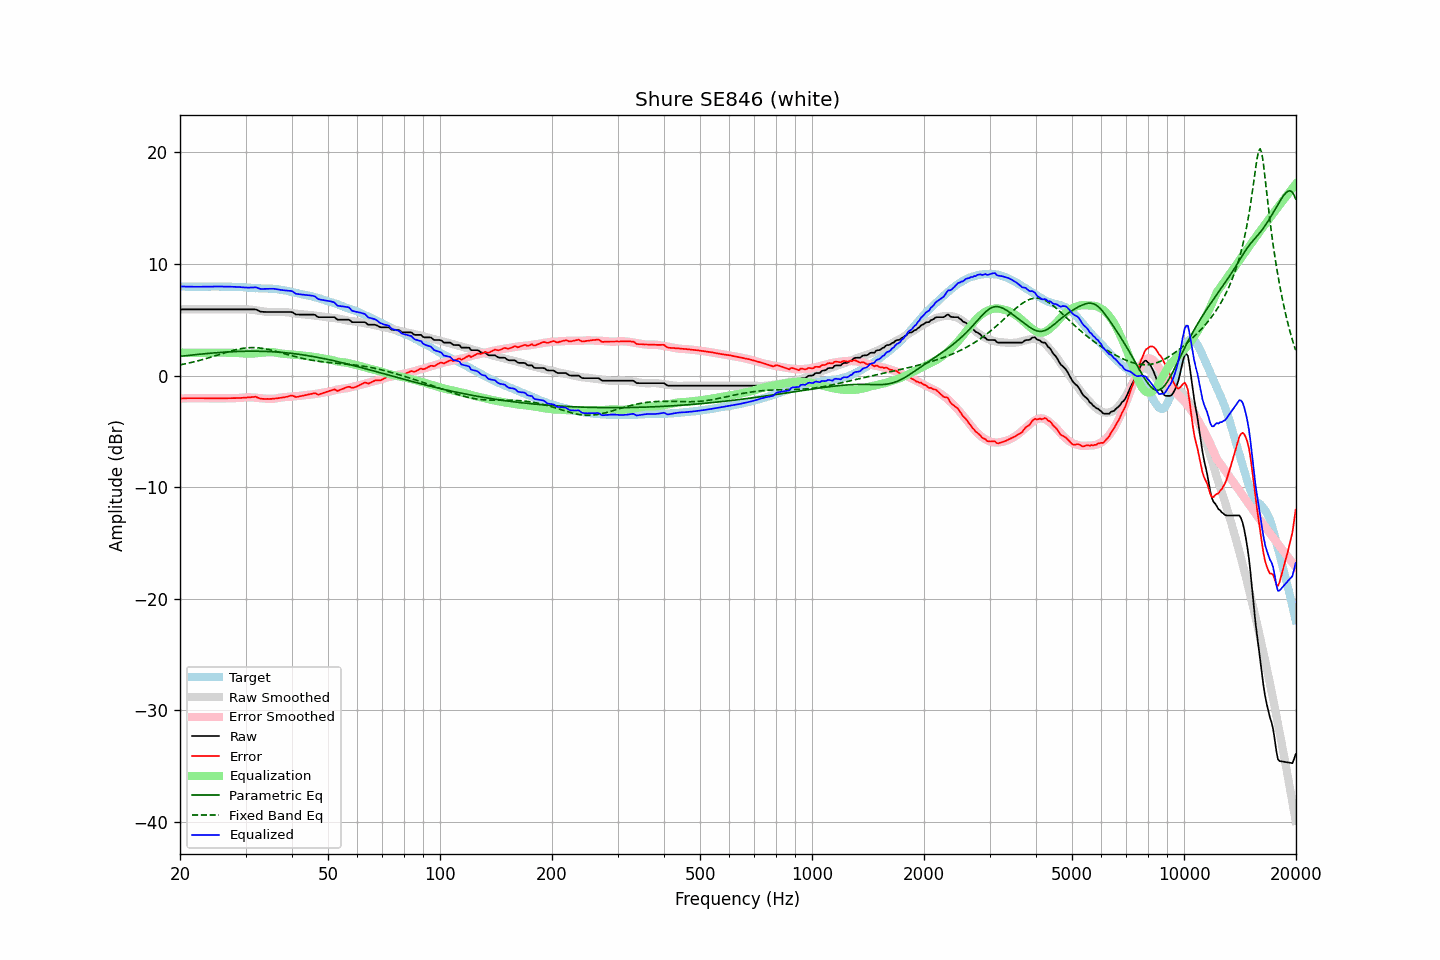 Shure SE846 (white)
20
10
0
−10
−20
−30
−40
Amplitude (dBr)
Target
Raw Smoothed
Error Smoothed
Raw
Error
Equalization
Parametric Eq
Fixed Band Eq
Equalized
20 50 100 200 500 1000 2000 5000 10000 20000
Frequency (Hz)